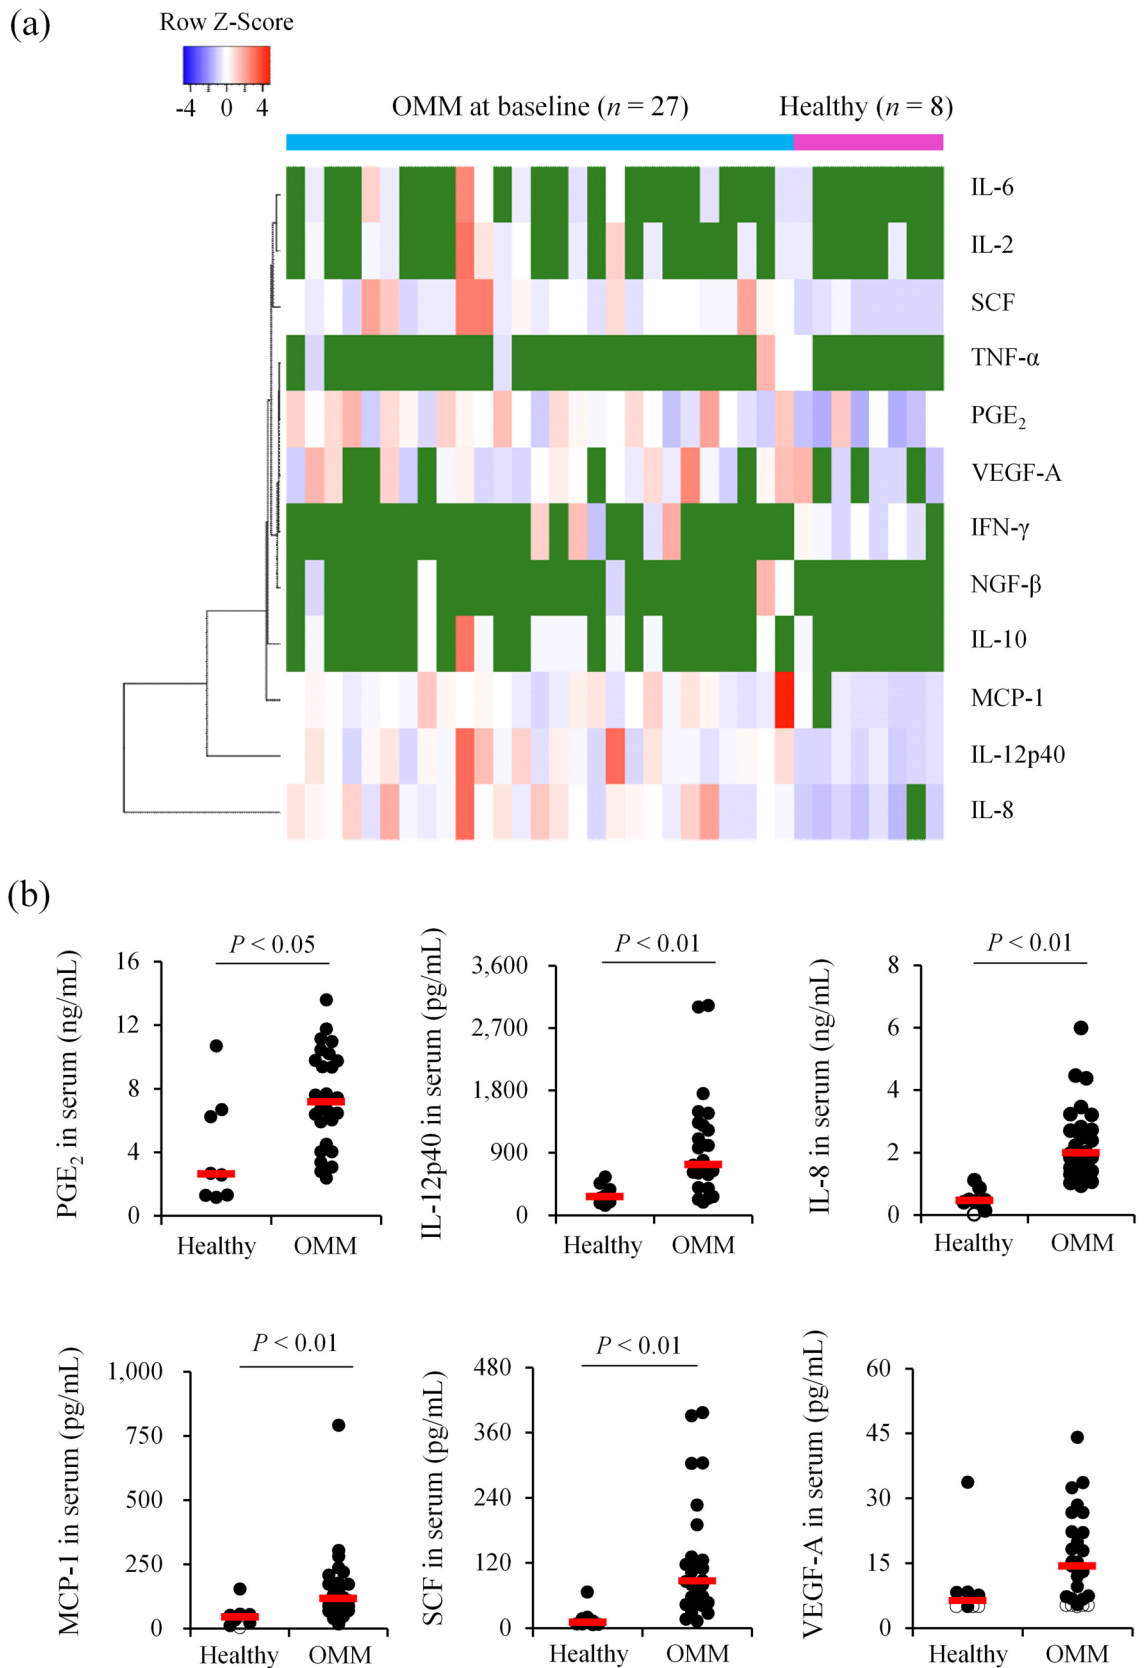 (a)
Row Z-Score
-4 0 4
OMM at baseline (n = 27)
Healthy (n = 8)
IL-6
IL-2
SCF
TNF-α
PGE2
VEGF-A
IFN-γ
NGF-β
IL-10
MCP-1
IL-12p40
IL-8
(b)
PGE2 in serum (ng/mL)
P < 0.05
16
12
8
4
0
Healthy OMM
IL-12p40 in serum (pg/mL)
P < 0.01
3,600
2,700
1,800
900
0
Healthy OMM
IL-8 in serum (ng/mL)
P < 0.01
8
6
4
2
0
Healthy OMM
MCP-1 in serum (pg/mL)
P < 0.01
1,000
750
500
250
0
Healthy OMM
SCF in serum (pg/mL)
P < 0.01
480
360
240
120
0
Healthy OMM
VEGF-A in serum (pg/mL)
60
45
30
15
0
Healthy OMM